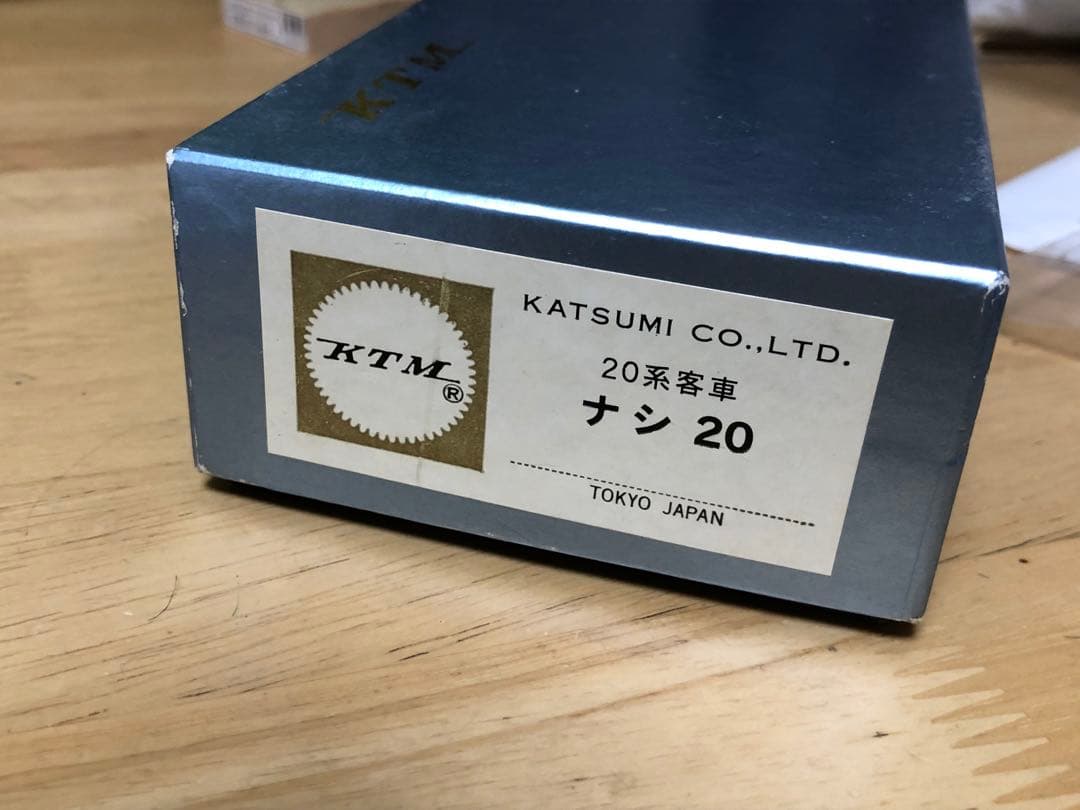 KTM
KTM®
KATSUMI CO.,LTD.
20系客車
ナシ 20
TOKYO JAPAN